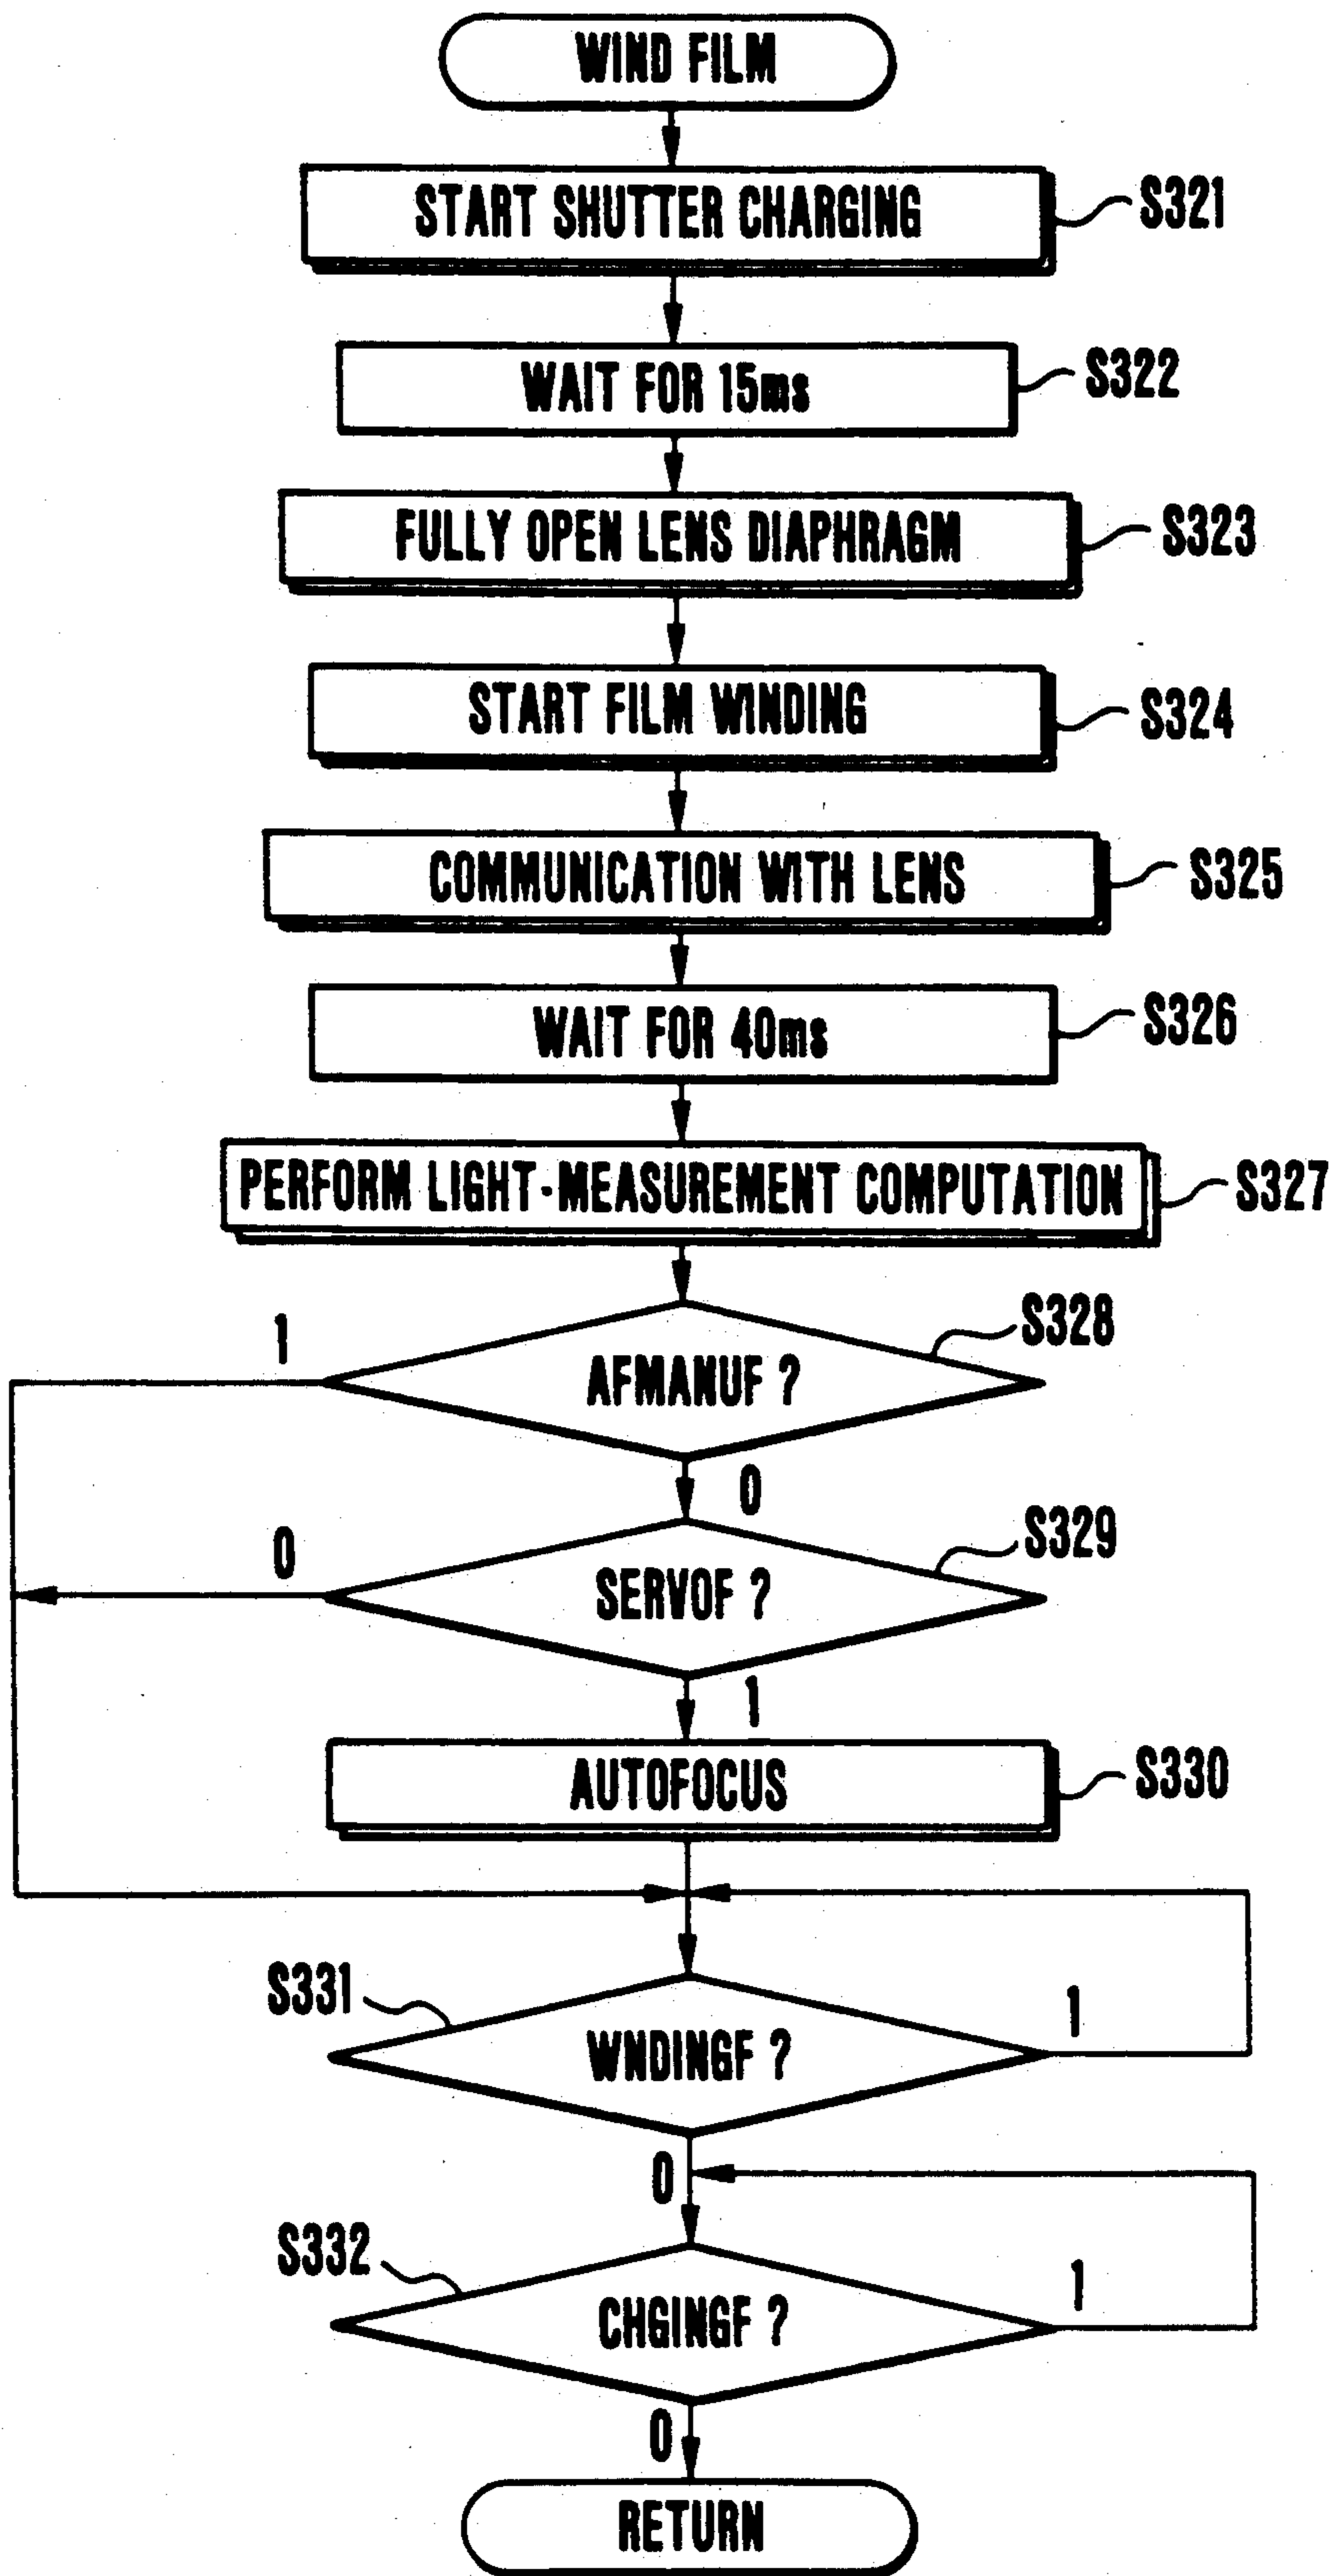 WIND FILM
START SHUTTER CHARGING
S321
WAIT FOR 15ms
S322
FULLY OPEN LENS DIAPHRAGM
S323
START FILM WINDING
S324
COMMUNICATION WITH LENS
S325
WAIT FOR 40ms
S326
PERFORM LIGHT-MEASUREMENT COMPUTATION
S327
S328
1
AFMANUF ?
0
S329
0
SERVOF ?
1
AUTOFOCUS
S330
S331
WNDINGF ?
1
0
S332
CHGINGF ?
1
0
RETURN